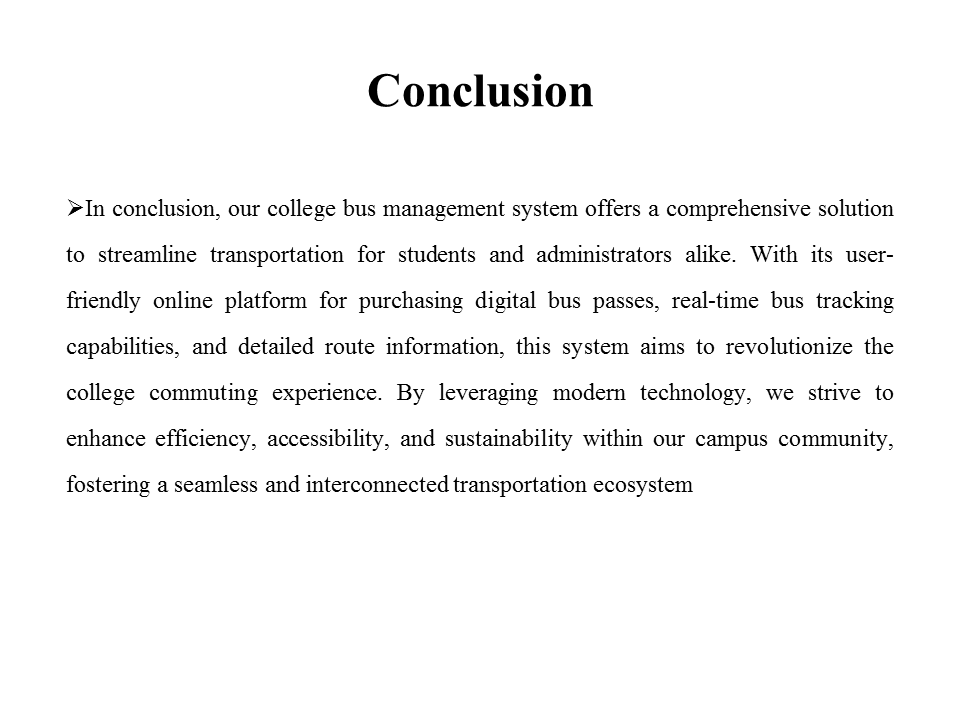 Conclusion
➢In conclusion, our college bus management system offers a comprehensive solution
to streamline transportation for students and administrators alike. With its user-
friendly online platform for purchasing digital bus passes, real-time bus tracking
capabilities, and detailed route information, this system aims to revolutionize the
college commuting experience. By leveraging modern technology, we strive to
enhance efficiency, accessibility, and sustainability within our campus community,
fostering a seamless and interconnected transportation ecosystem